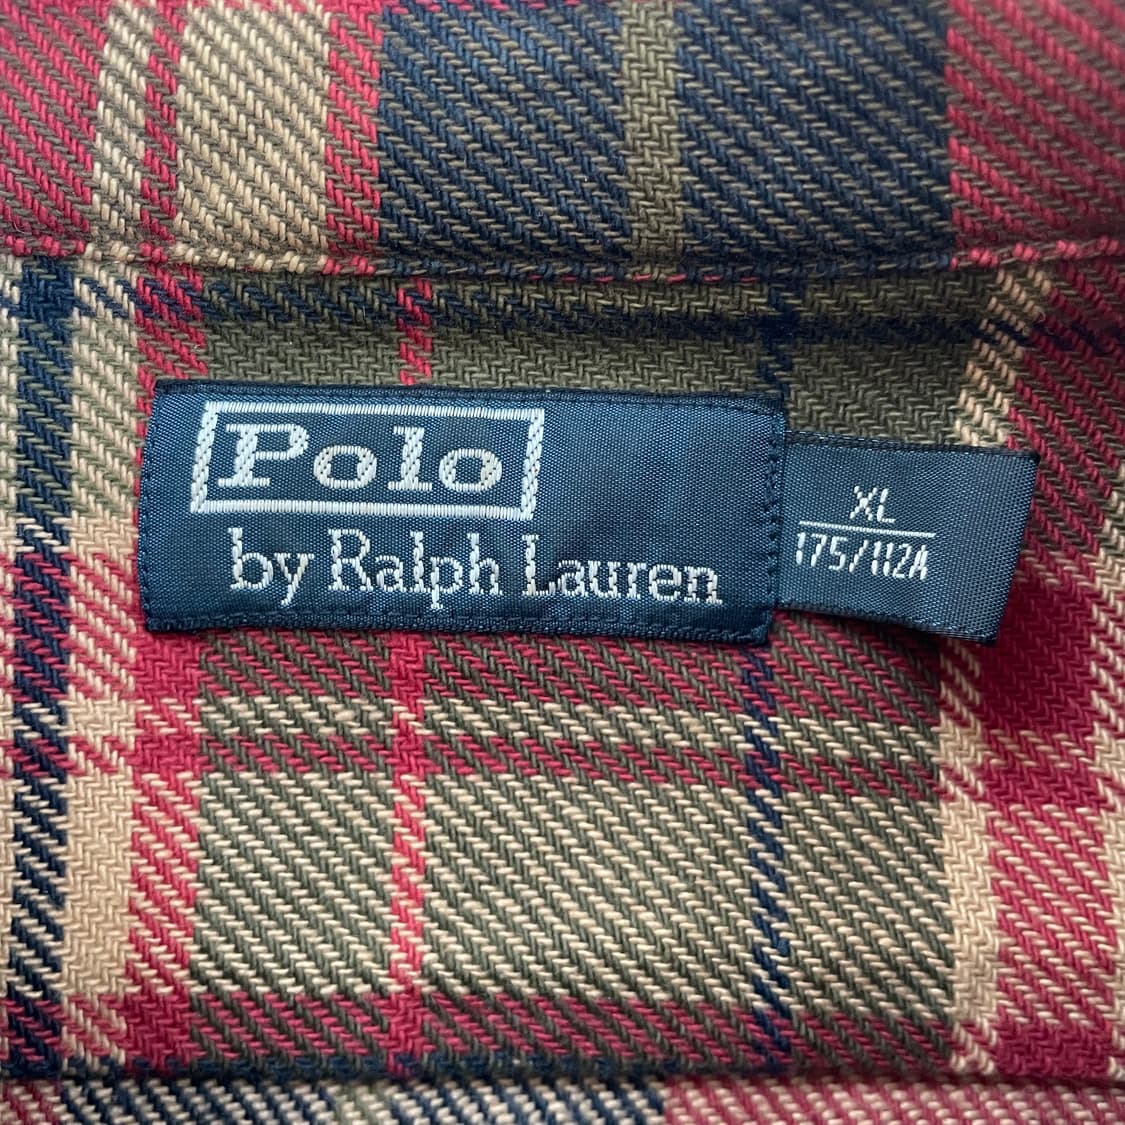 Polo
by Ralph Lauren
XL
175/112A